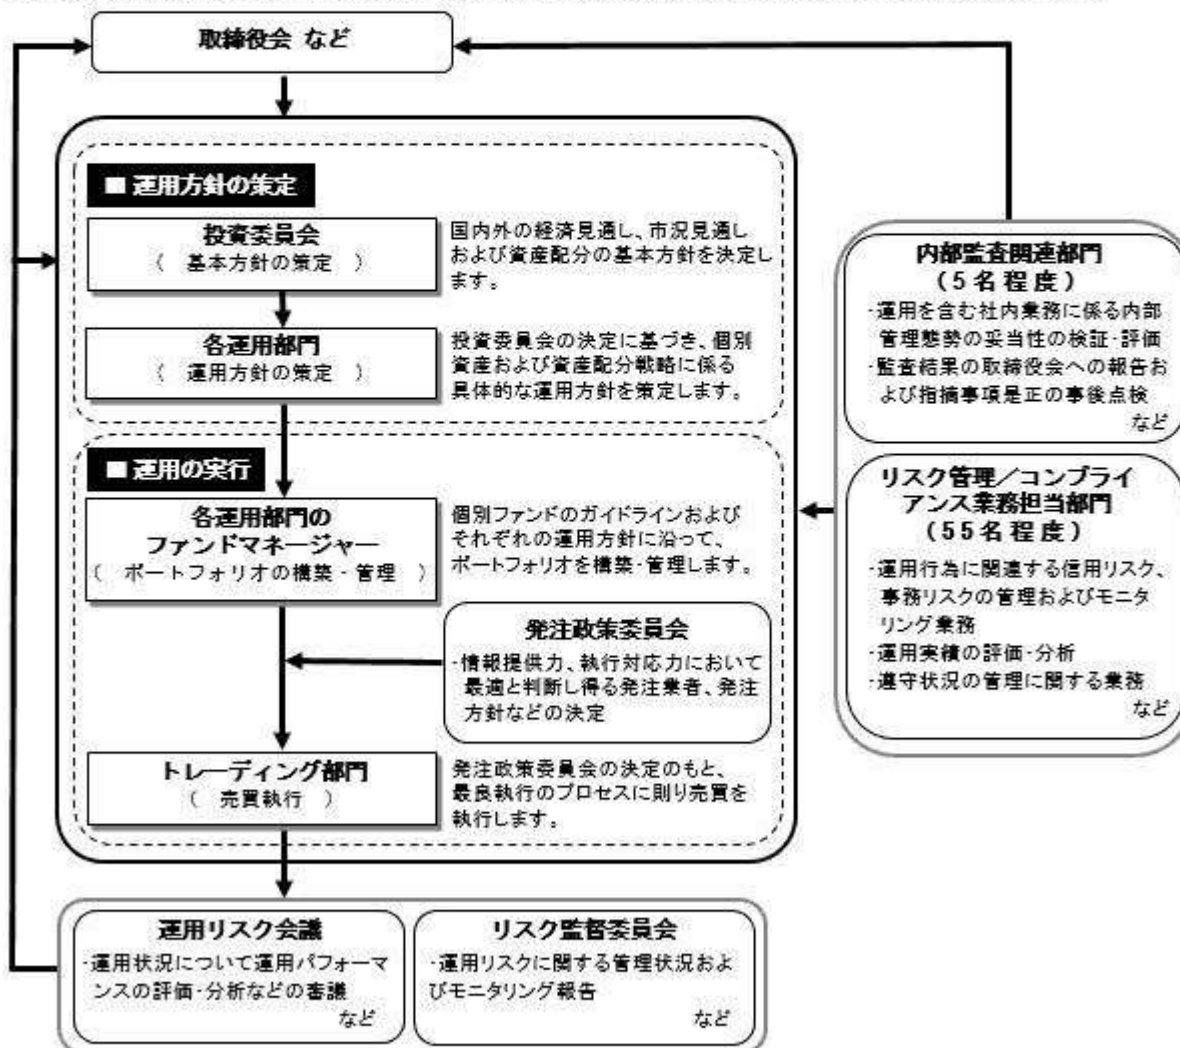 取締役会 など
■ 運用方針の策定
投資委員会
（ 基本方針の策定 ）
国内外の経済見通し、市況見通し
および資産配分の基本方針を決定し
ます。
各運用部門
（ 運用方針の策定 ）
投資委員会の決定に基づき、個別
資産および資産配分戦略に係る
具体的な運用方針を策定します。
■ 運用の実行
各運用部門の
ファンドマネージャー
（ ポートフォリオの構築・管理 ）
個別ファンドのガイドラインおよび
それぞれの運用方針に沿って、
ポートフォリオを構築・管理します。
発注政策委員会
・情報提供力、執行対応力において
最適と判断し得る発注業者、発注
方針などの決定
トレーディング部門
（ 売買執行 ）
発注政策委員会の決定のもと、
最良執行のプロセスに則り売買を
執行します。
運用リスク会議
・運用状況について運用パフォーマ
ンスの評価・分析などの審議
など
リスク監督委員会
・運用リスクに関する管理状況およ
びモニタリング報告
など
内部監査関連部門
（5名程度）
・運用を含む社内業務に係る内部
管理態勢の妥当性の検証・評価
・監査結果の取締役会への報告お
よび指摘事項是正の事後点検
など
リスク管理／コンプライ
アンス業務担当部門
（55名程度）
・運用行為に関連する信用リスク、
事務リスクの管理およびモニタ
リング業務
・運用実績の評価・分析
・遵守状況の管理に関する業務
など